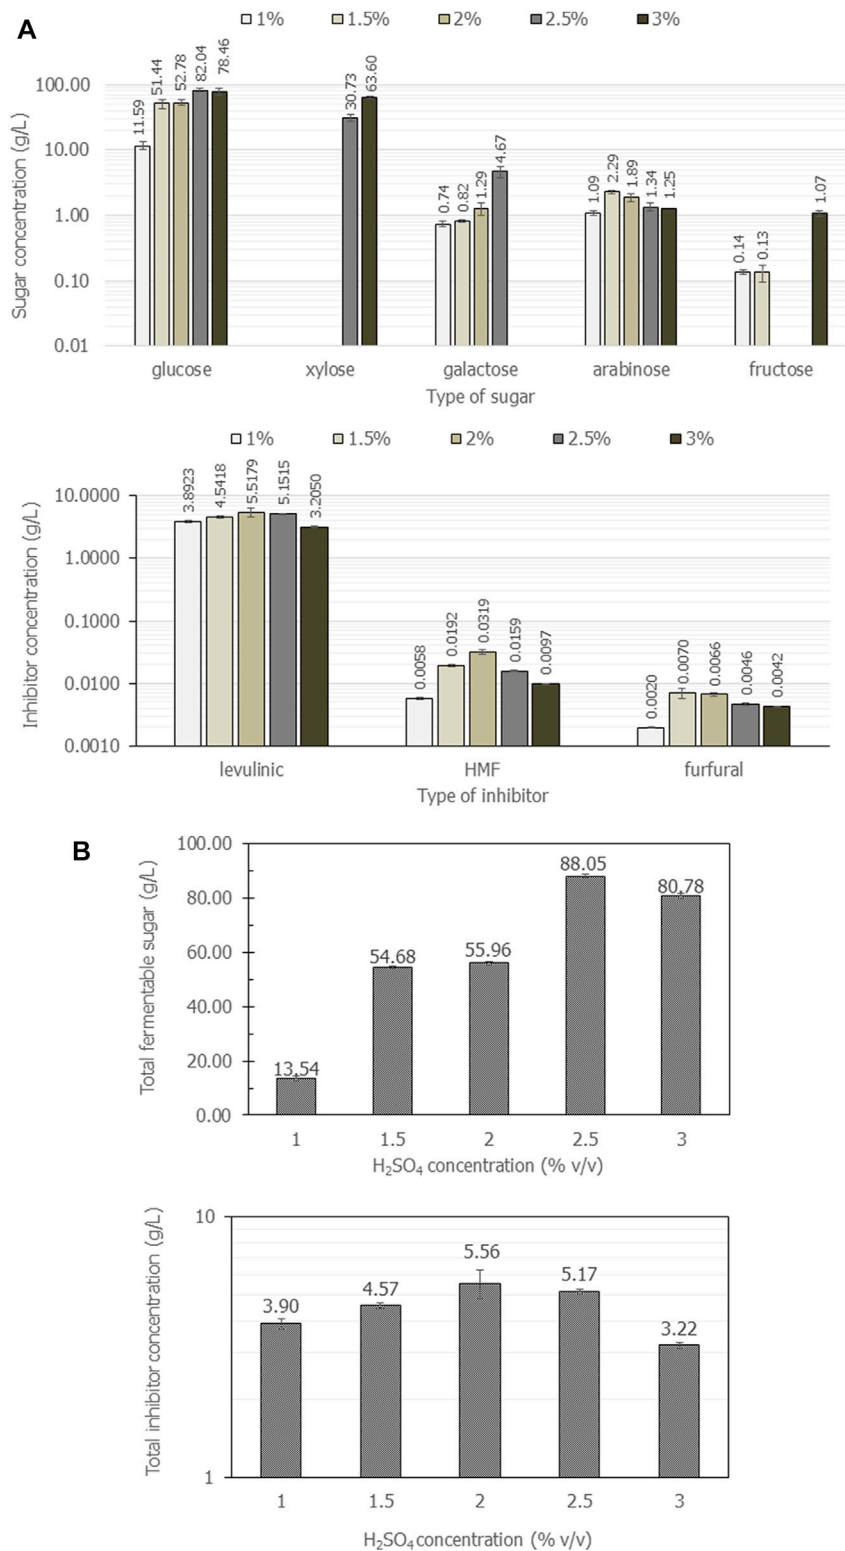 A
1% 1.5% 2% 2.5% 3%
Sugar concentration (g/L)
100.00
10.00
1.00
0.10
0.01
11.59 51.44 52.78 82.04 78.46
30.73 63.60
0.74 0.82 1.29 4.67
1.09 2.29 1.89 1.34 1.25
0.14 0.13 1.07
glucose xylose galactose arabinose fructose
Type of sugar
1% 1.5% 2% 2.5% 3%
Inhibitor concentration (g/L)
10.0000
1.0000
0.1000
0.0100
0.0010
3.8923 4.5418 5.5179 5.1515 3.2050
0.0058 0.0192 0.0319 0.0159 0.0097
0.0020 0.0070 0.0066 0.0046 0.0042
levulinic HMF furfural
Type of inhibitor
B
Total fermentable sugar (g/L)
100.00
80.00
60.00
40.00
20.00
0.00
13.54 54.68 55.96 88.05 80.78
1 1.5 2 2.5 3
H₂SO₄ concentration (% v/v)
Total inhibitor concentration (g/L)
10
1
3.90 4.57 5.56 5.17 3.22
1 1.5 2 2.5 3
H₂SO₄ concentration (% v/v)